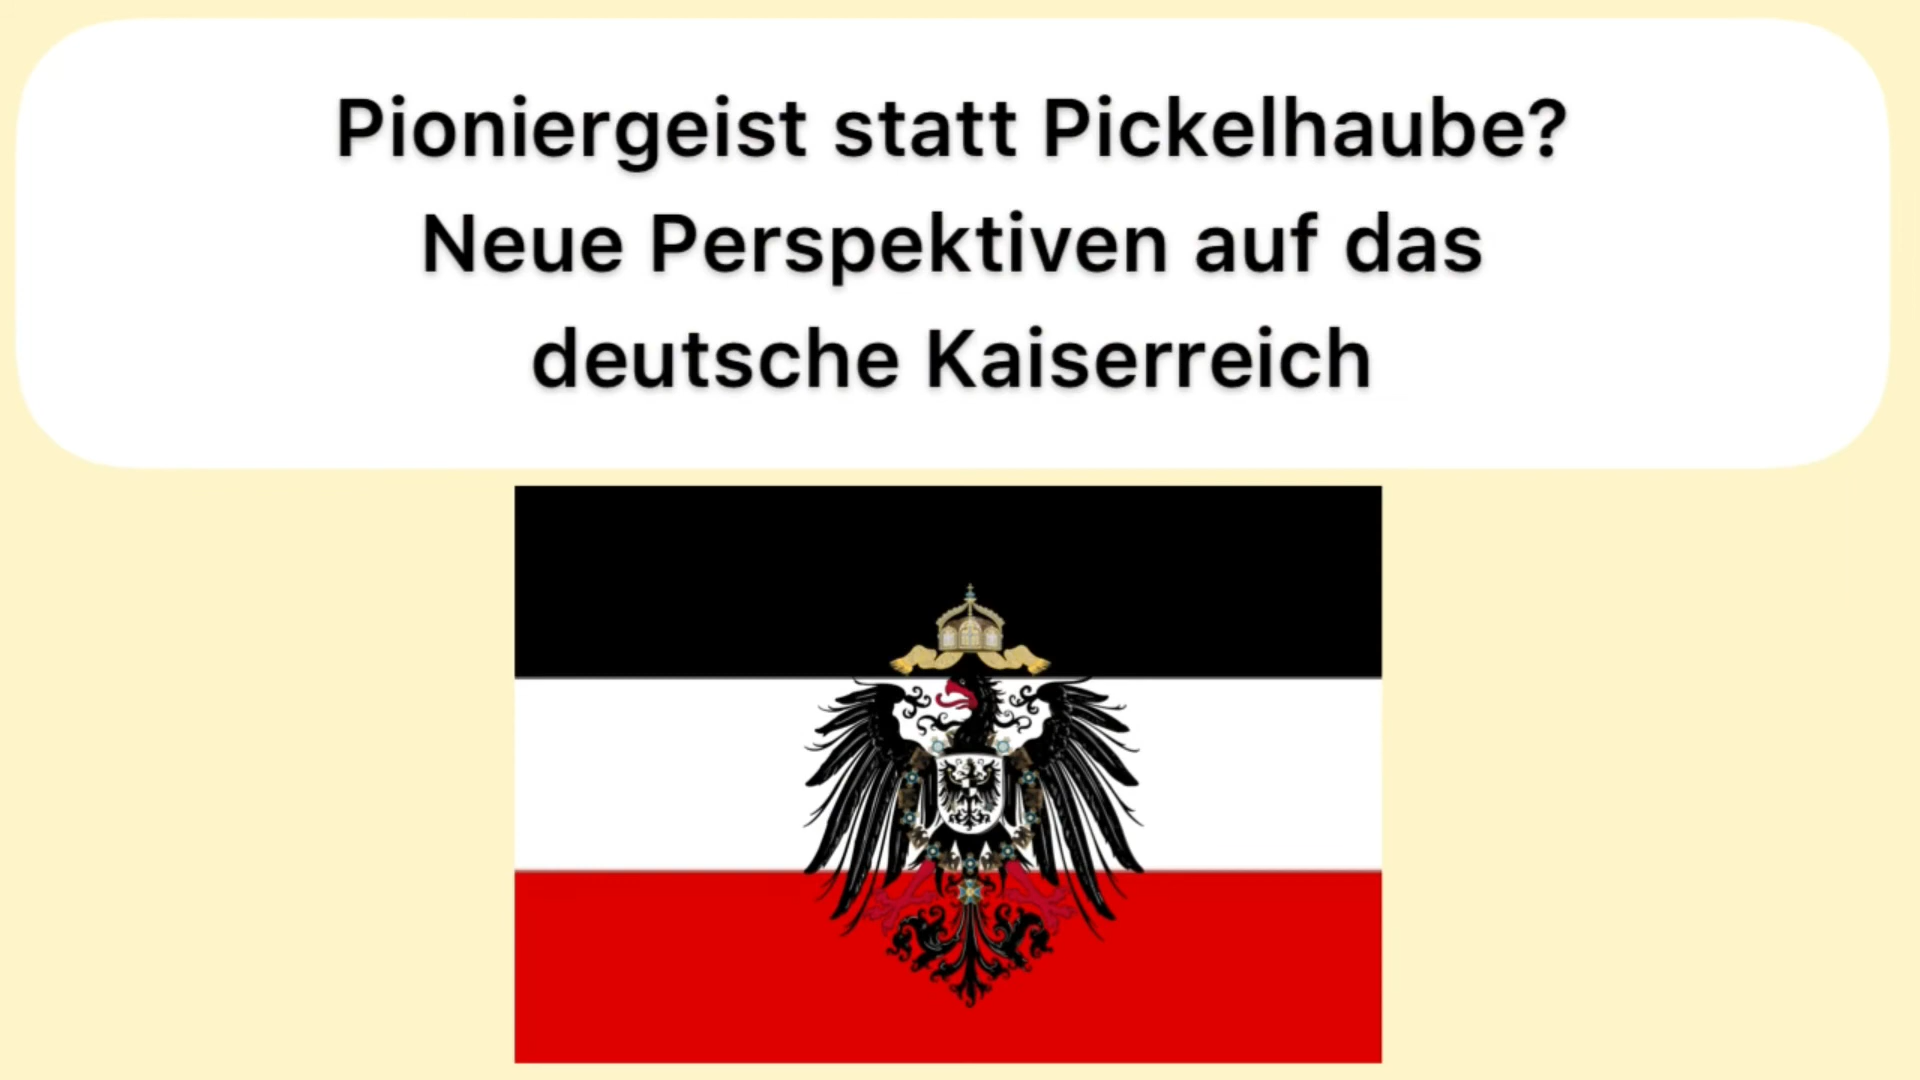 Pioniergeist statt Pickelhaube?
Neue Perspektiven auf das
deutsche Kaiserreich